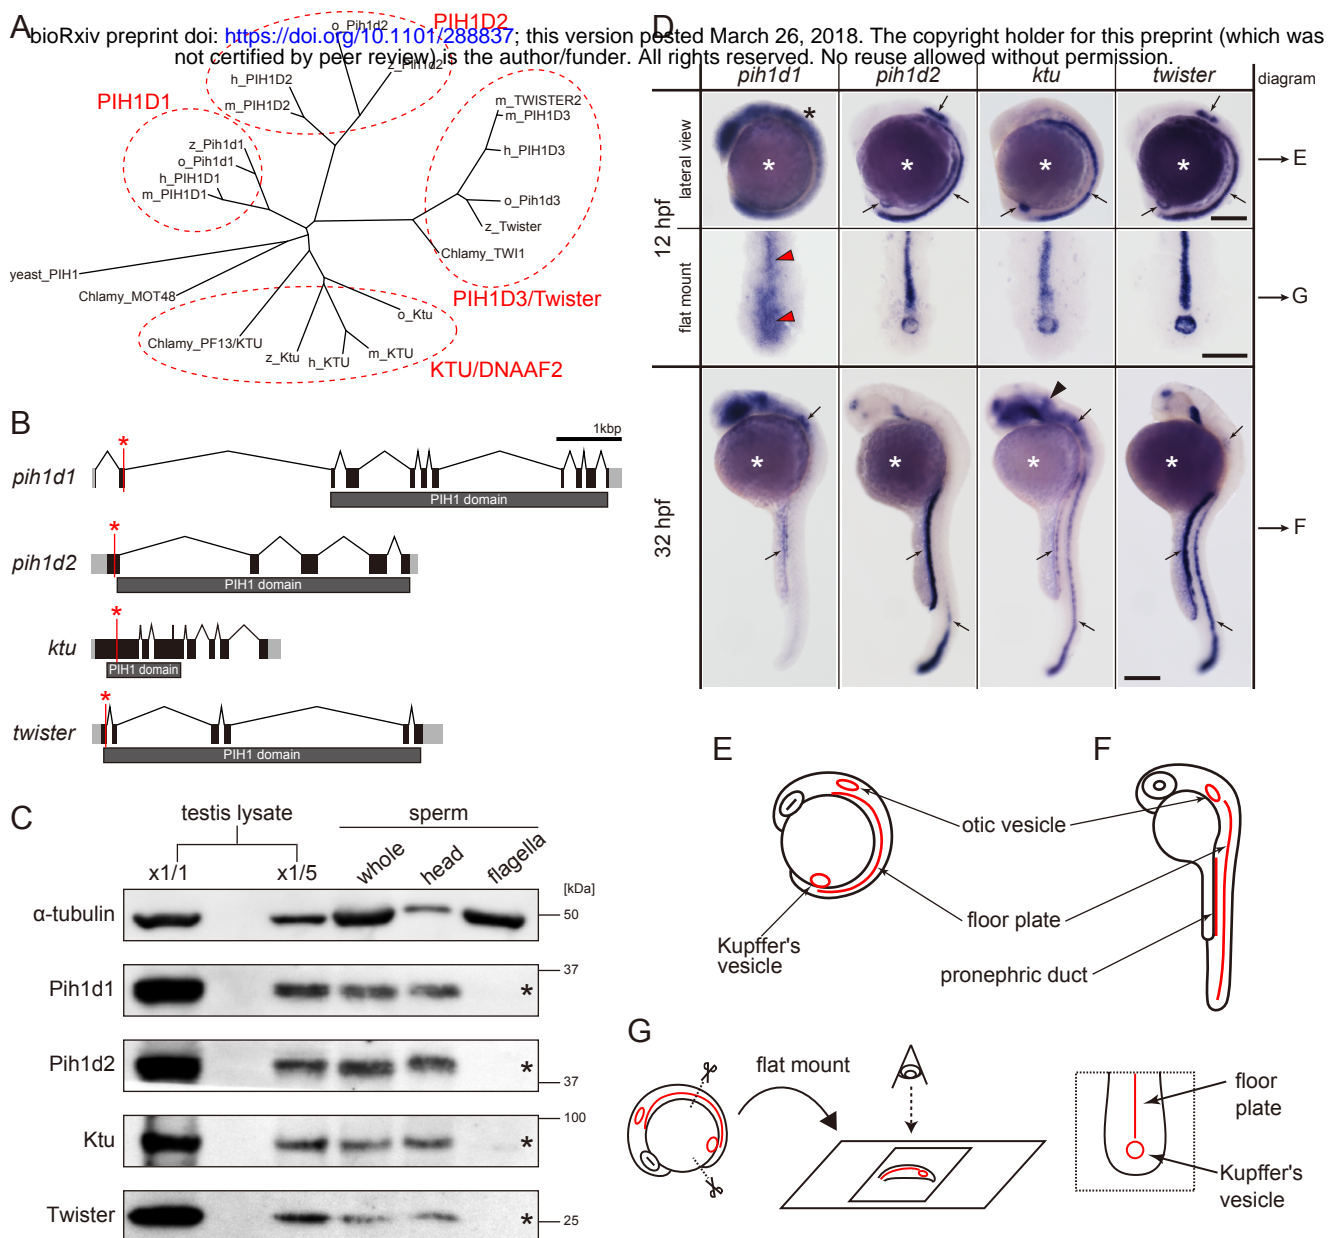 bioRxiv preprint doi: https://doi.org/10.1101/288837; this version posted March 26, 2018. The copyright holder for this preprint (which was
not certified by peer review) is the author/funder. All rights reserved. No reuse allowed without permission.
A
PIH1D2
o_Pih1d2
z_Pih1d2
h_PIH1D2
m_PIH1D2
PIH1D1
z_Pih1d1
o_Pih1d1
h_PIH1D1
m_PIH1D1
m_TWISTER2
m_PIH1D3
h_PIH1D3
o_Pih1d3
z_Twister
Chlamy_TWI1
PIH1D3/Twister
yeast_PIH1
Chlamy_MOT48
Chlamy_PF13/KTU
o_Ktu
z_Ktu
h_KTU
m_KTU
KTU/DNAAF2
B
1kbp
*
pih1d1
PIH1 domain
*
pih1d2
PIH1 domain
*
ktu
PIH1 domain
*
twister
PIH1 domain
C
testis lysate
sperm
x1/1
x1/5
whole
head
flagella
[kDa]
α-tubulin
50
Pih1d1
*
37
Pih1d2
*
37
Ktu
*
100
Twister
*
25
D
pih1d1
pih1d2
ktu
twister
diagram
12 hpf
lateral view
*
*
*
*
*
E
flat mount
G
32 hpf
*
*
*
*
F
E
F
otic vesicle
floor plate
Kupffer's
vesicle
pronephric duct
G
flat mount
floor
plate
Kupffer's
vesicle